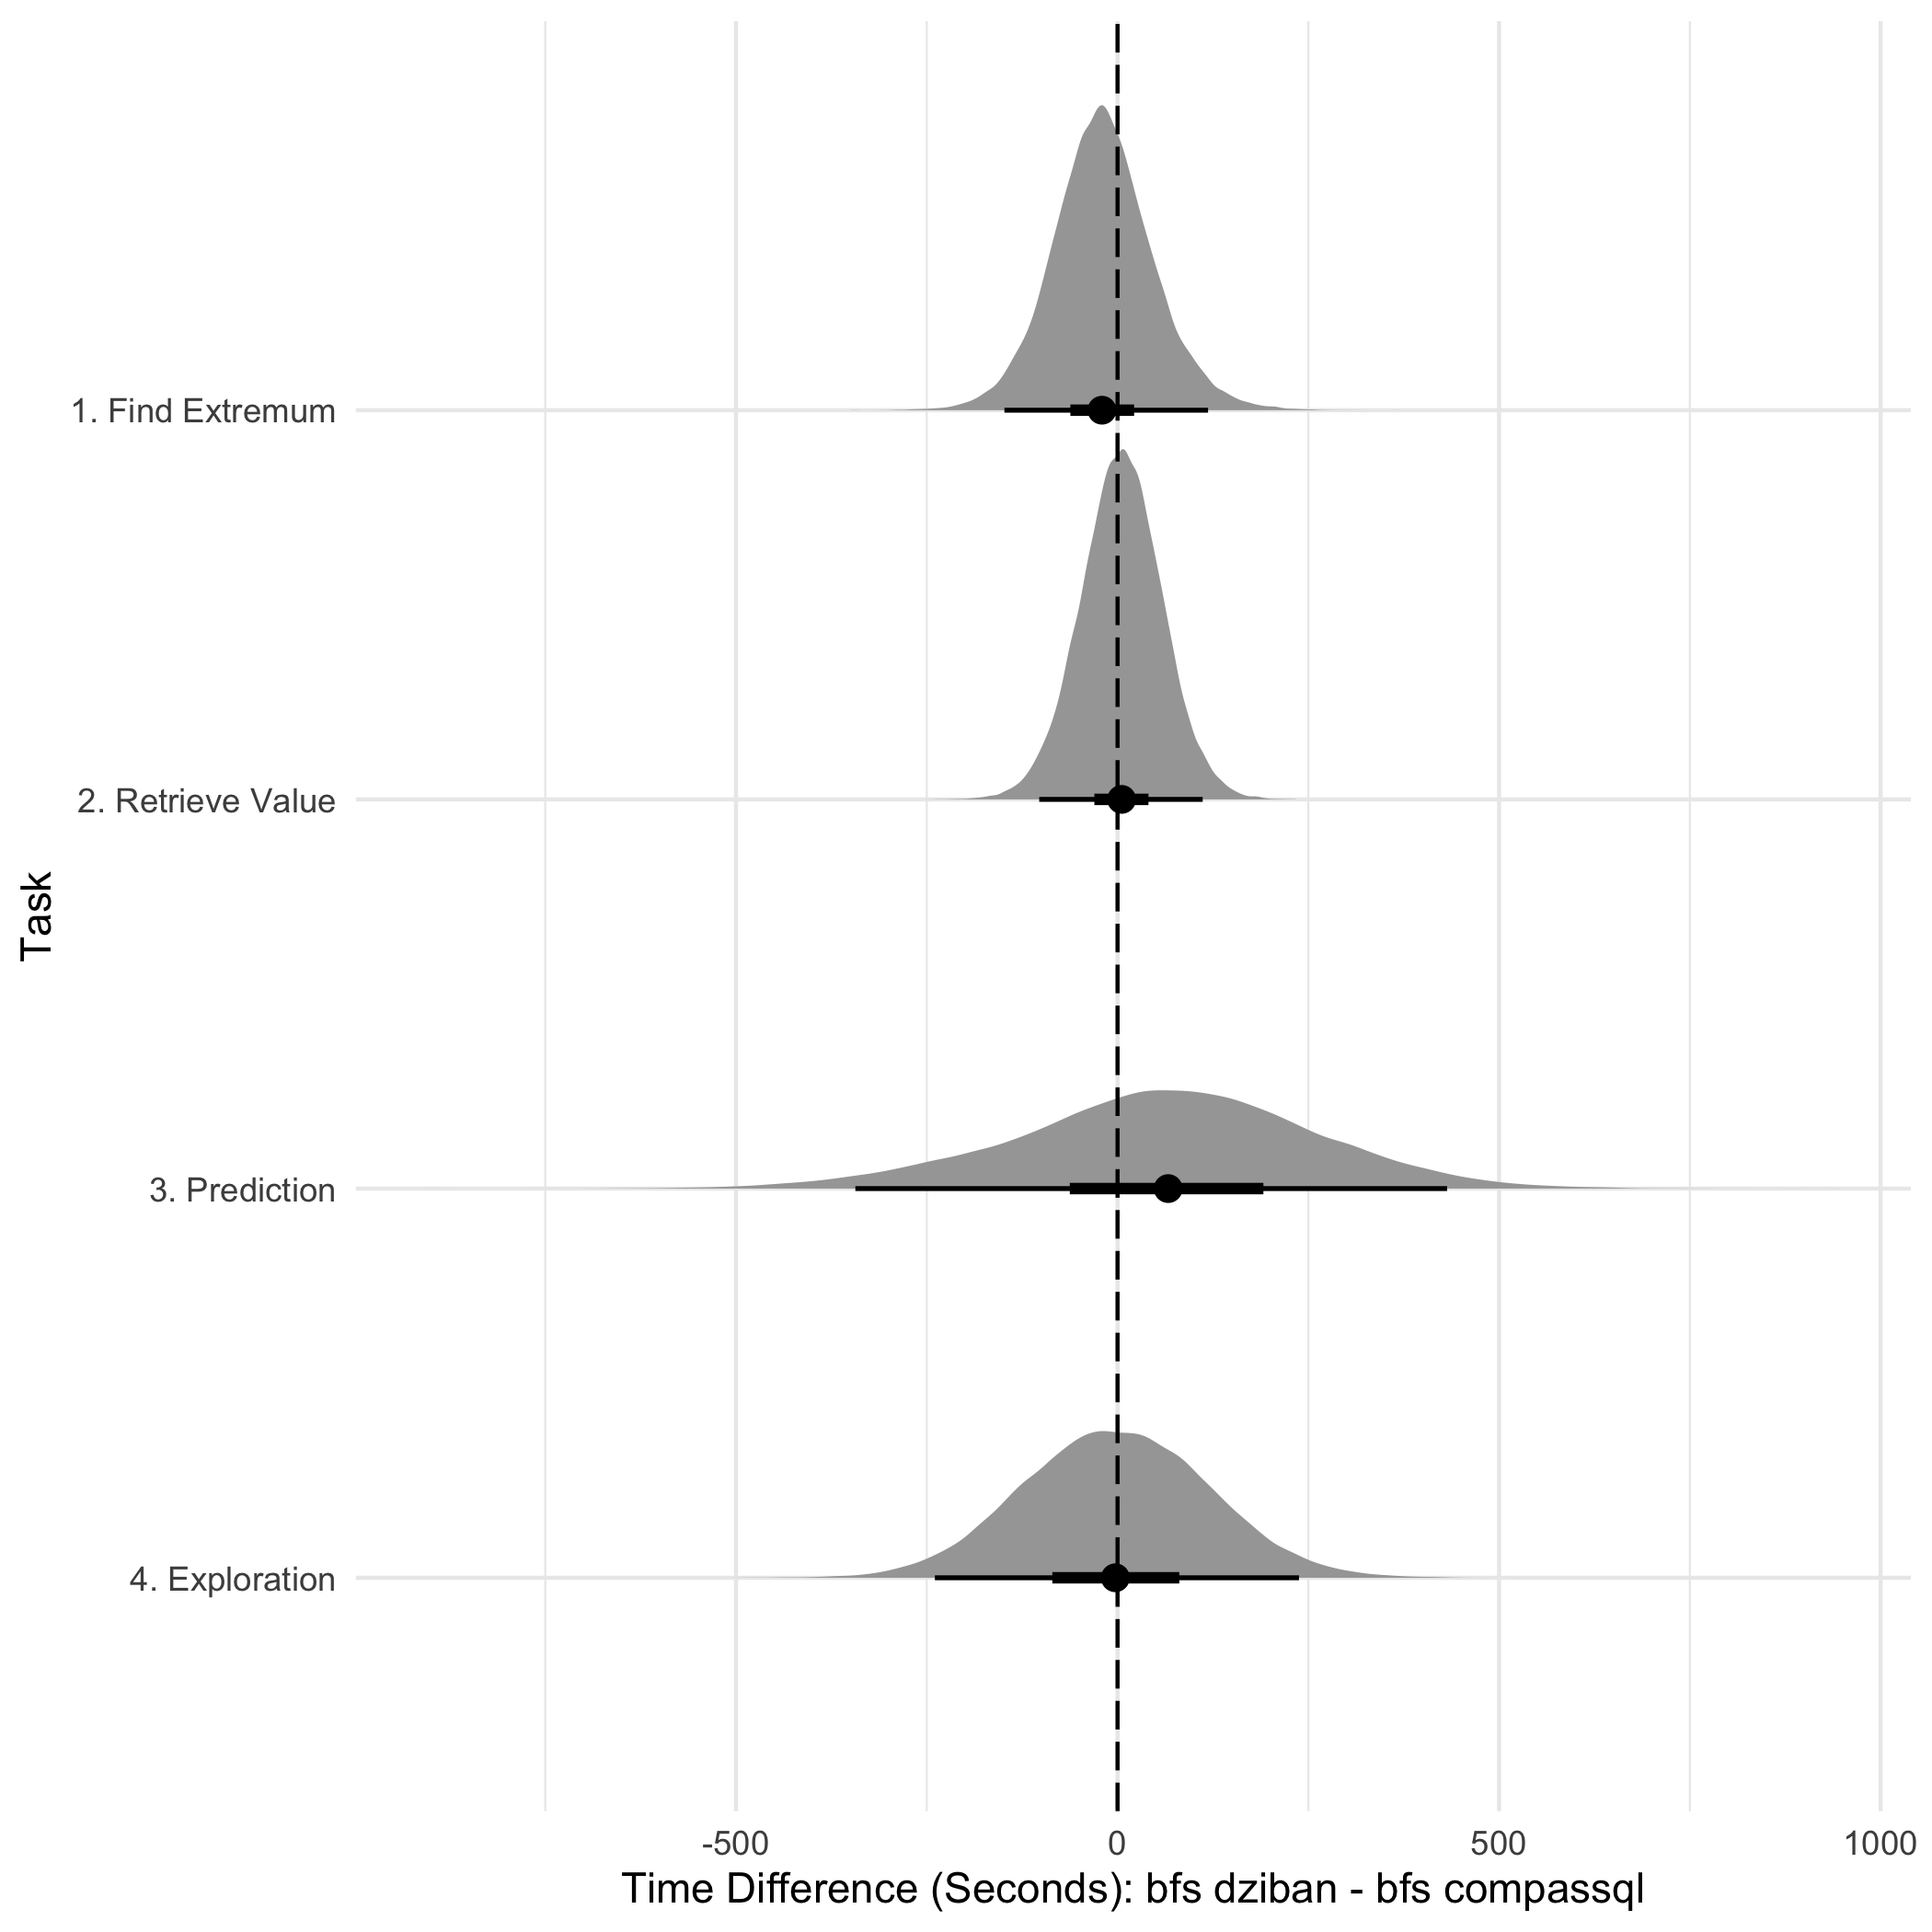 1. Find Extremum
2. Retrieve Value
Task
3. Prediction
4. Exploration
-500 0 500 1000
Time Difference (Seconds): bfs dziban - bfs compassql